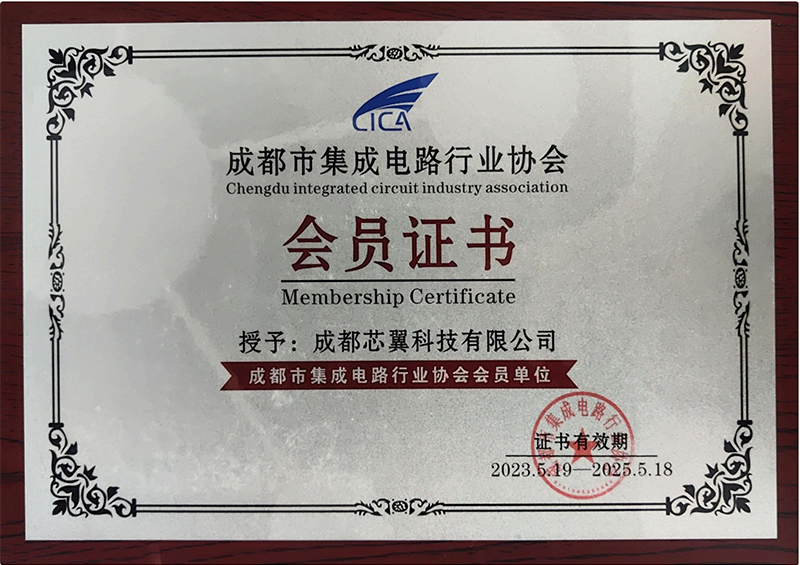 CICA
成都市集成电路行业协会
Chengdu integrated circuit industry association
会员证书
Membership Certificate
授予：成都芯翼科技有限公司
成都市集成电路行业协会会员单位
证书有效期
2023.5.19—2025.5.18